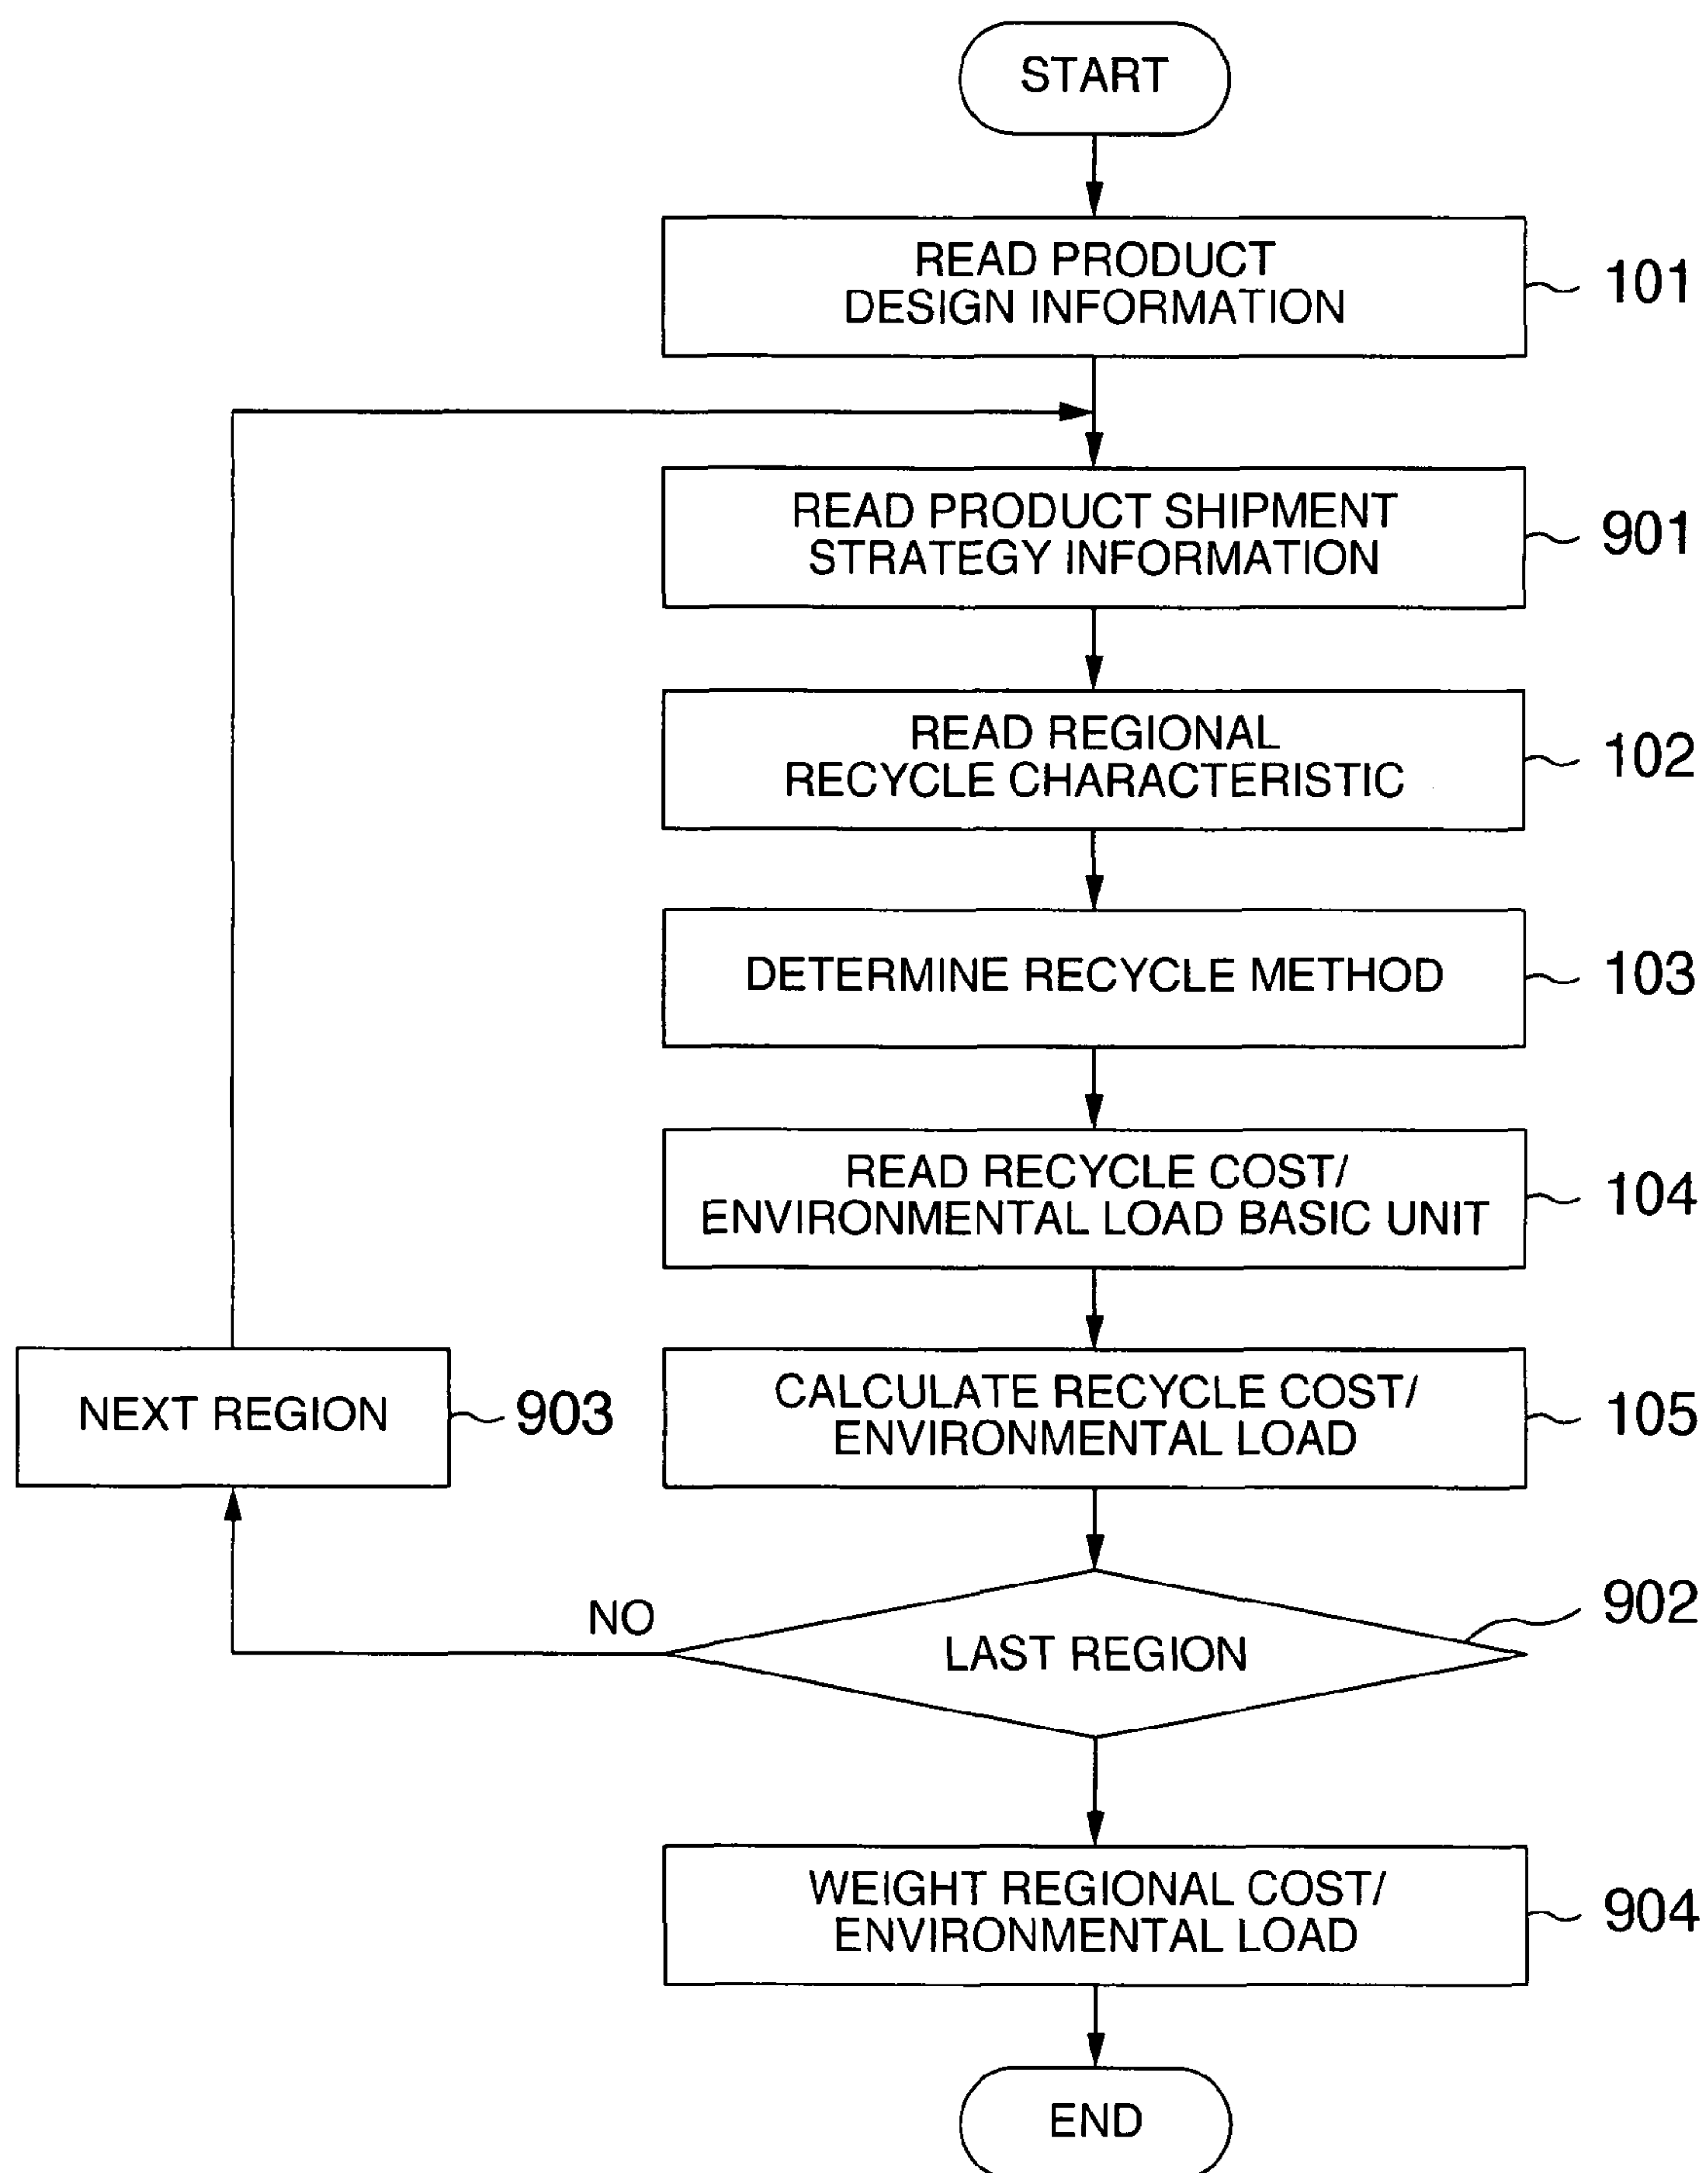 START
READ PRODUCT
DESIGN INFORMATION
101
READ PRODUCT SHIPMENT
STRATEGY INFORMATION
901
READ REGIONAL
RECYCLE CHARACTERISTIC
102
DETERMINE RECYCLE METHOD
103
READ RECYCLE COST/
ENVIRONMENTAL LOAD BASIC UNIT
104
CALCULATE RECYCLE COST/
ENVIRONMENTAL LOAD
105
NEXT REGION
903
NO
LAST REGION
902
WEIGHT REGIONAL COST/
ENVIRONMENTAL LOAD
904
END